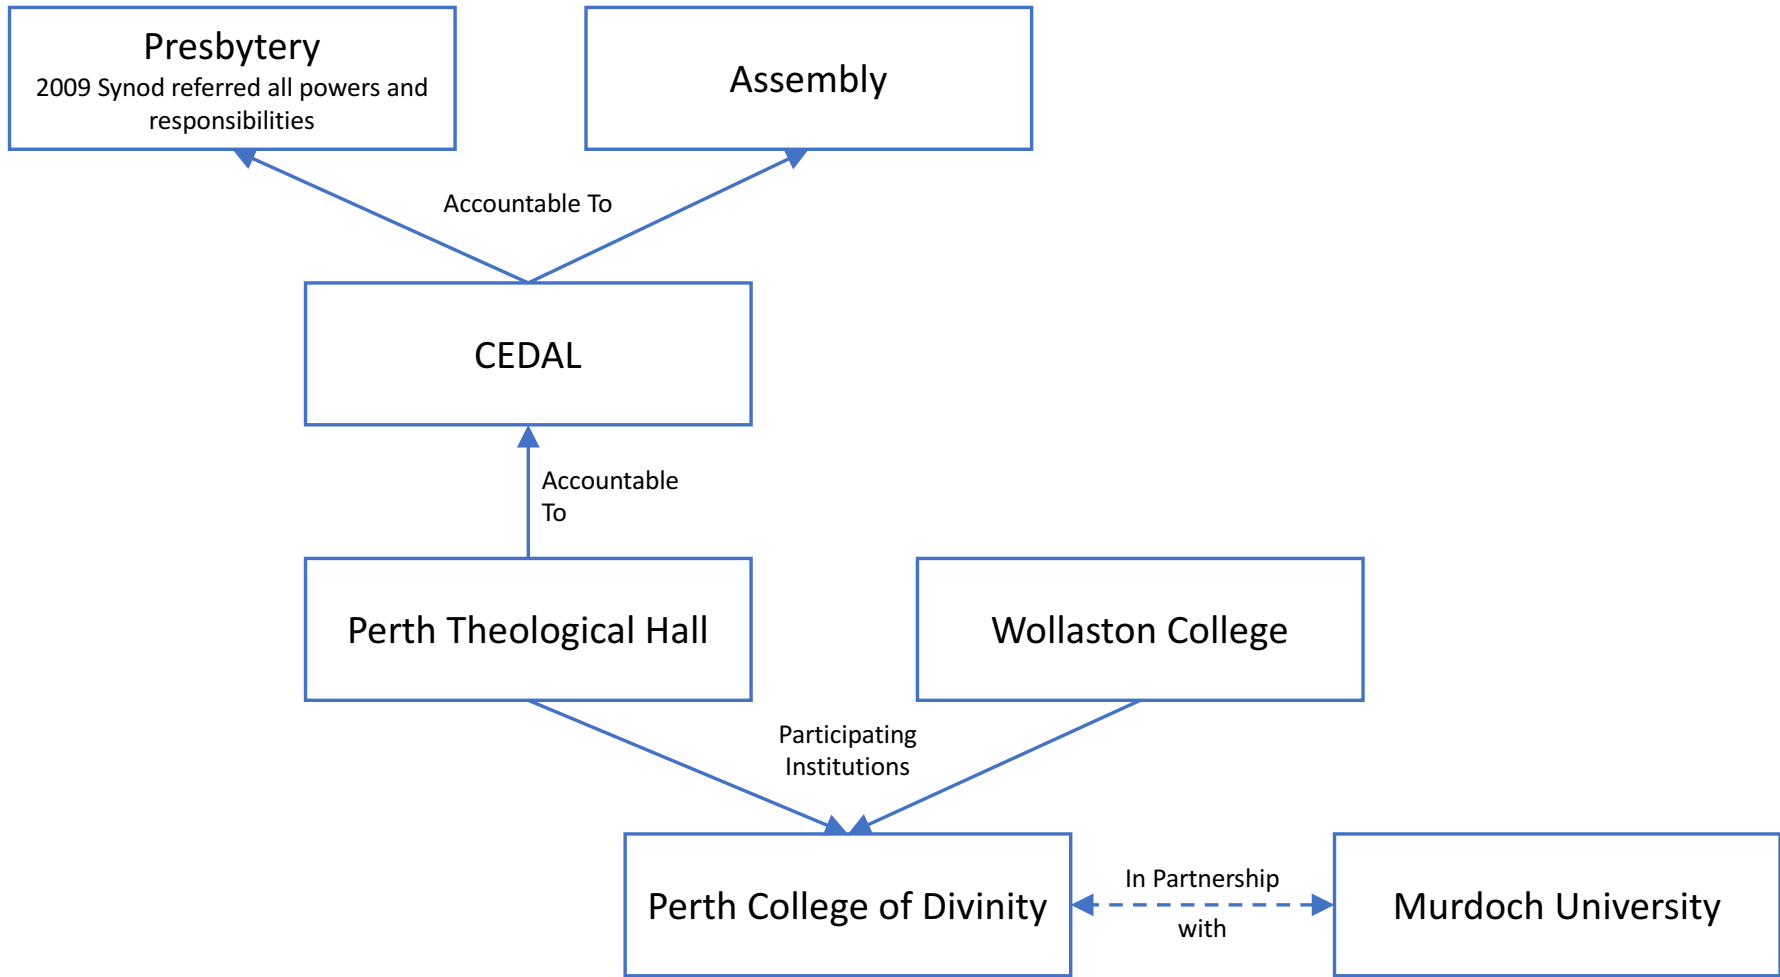 Presbytery
2009 Synod referred all powers and
responsibilities
Assembly
Accountable To
CEDAL
Accountable
To
Perth Theological Hall
Wollaston College
Participating
Institutions
Perth College of Divinity
In Partnership
with
Murdoch University